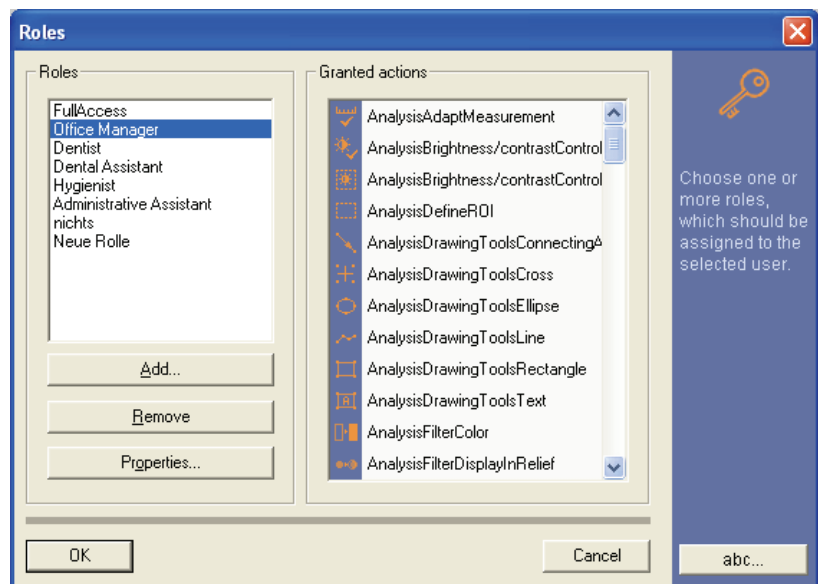 Roles
Roles
FullAccess
Office Manager
Dentist
Dental Assistant
Hygienist
Administrative Assistant
nichts
Neue Rolle
Add...
Remove
Properties...
Granted actions
AnalysisAdaptMeasurement
AnalysisBrightness/contrastControl
AnalysisBrightness/contrastControl
AnalysisDefineROI
AnalysisDrawingToolsConnectingA
AnalysisDrawingToolsCross
AnalysisDrawingToolsEllipse
AnalysisDrawingToolsLine
AnalysisDrawingToolsRectangle
AnalysisDrawingToolsText
AnalysisFilterColor
AnalysisFilterDisplayInRelief
Choose one or
more roles,
which should be
assigned to the
selected user.
OK
Cancel
abc...